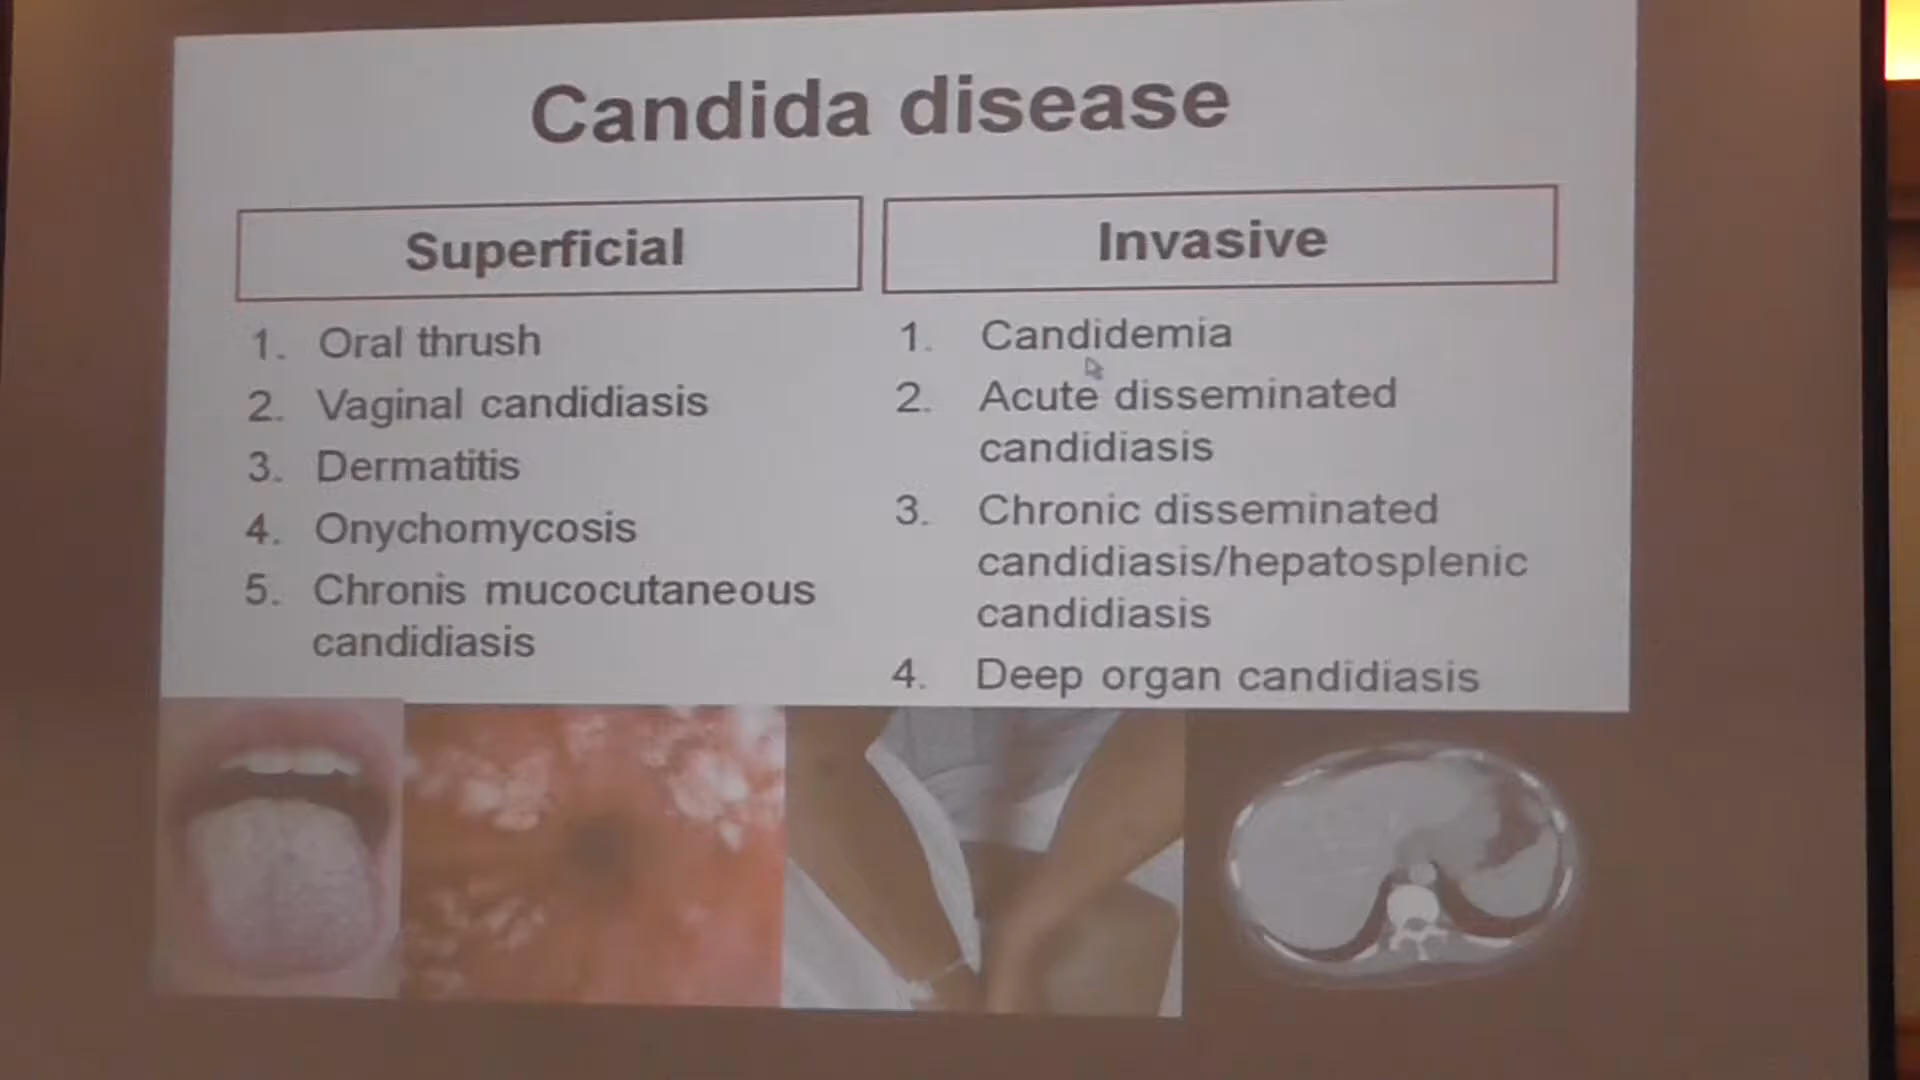 Candida disease
Superficial
1. Oral thrush
2. Vaginal candidiasis
3. Dermatitis
4. Onychomycosis
5. Chronis mucocutaneous
candidiasis
Invasive
1. Candidemia
2. Acute disseminated
candidiasis
3. Chronic disseminated
candidiasis/hepatosplenic
candidiasis
4. Deep organ candidiasis